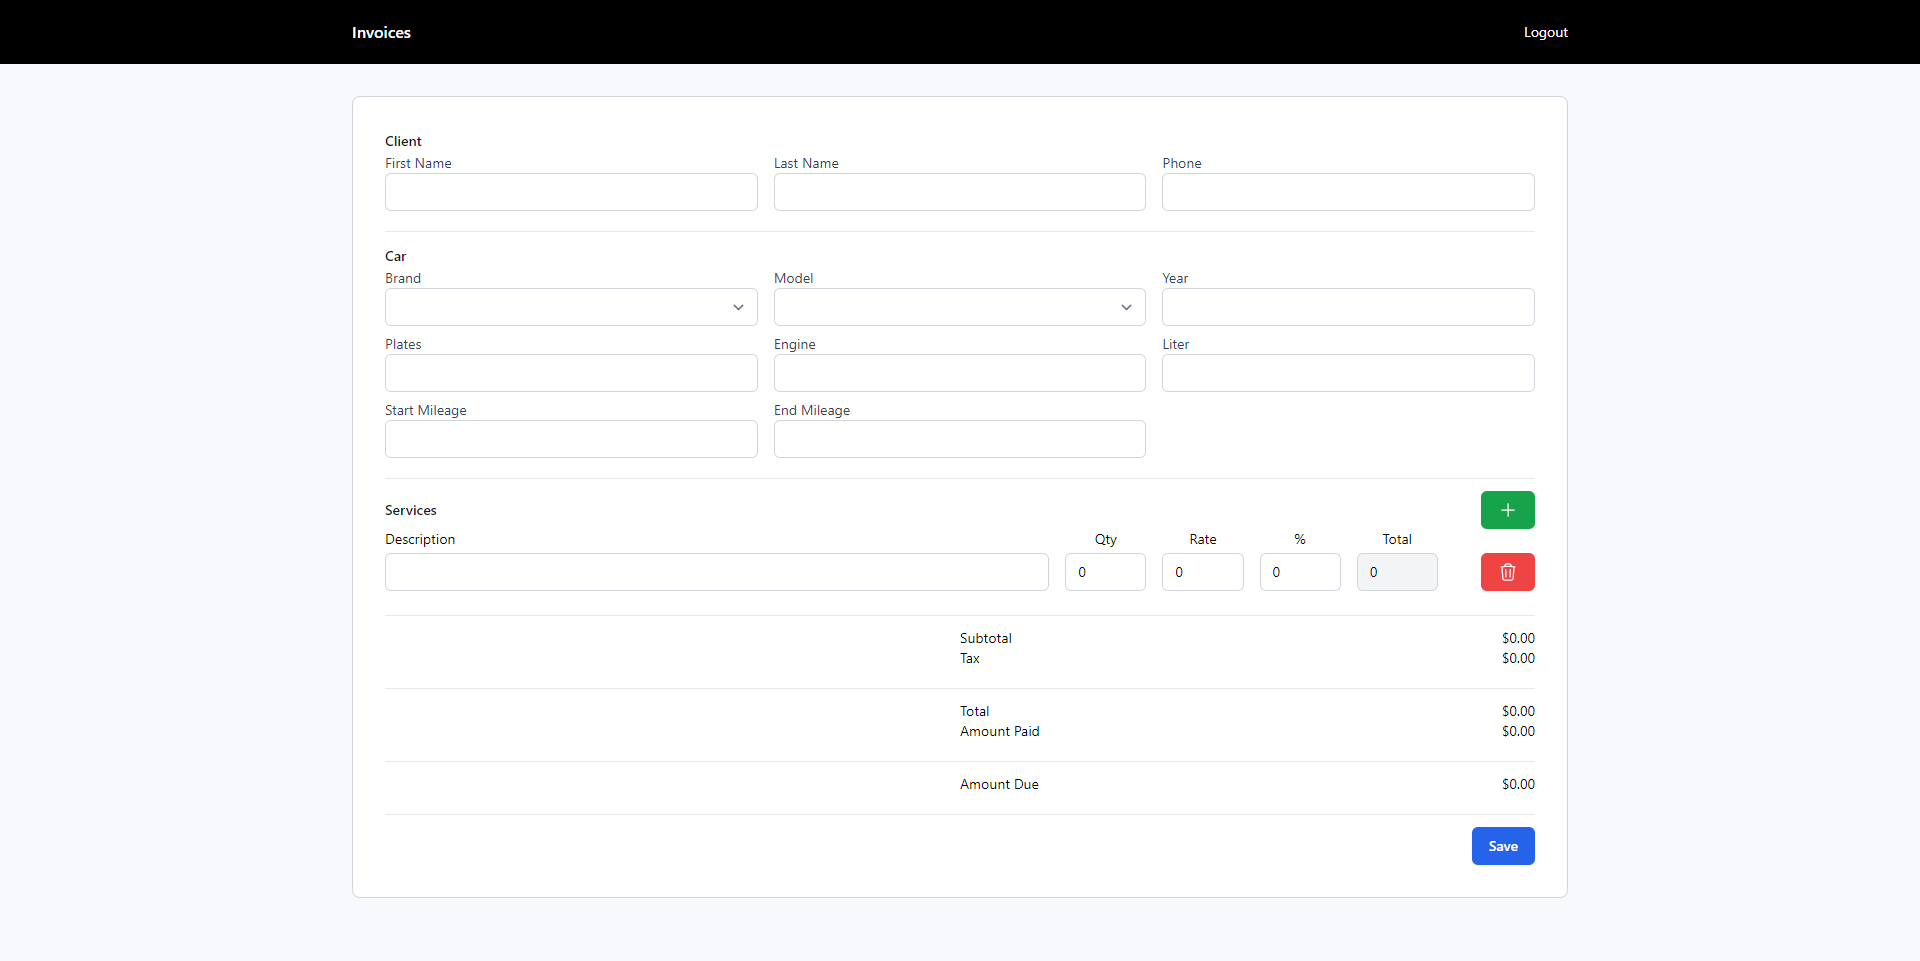 Invoices Logout
Client
First Name Last Name Phone
Car
Brand Model Year
Plates Engine Liter
Start Mileage End Mileage
Services
Description Qty Rate % Total
0 0 0 0
Subtotal $0.00
Tax $0.00
Total $0.00
Amount Paid $0.00
Amount Due $0.00
Save